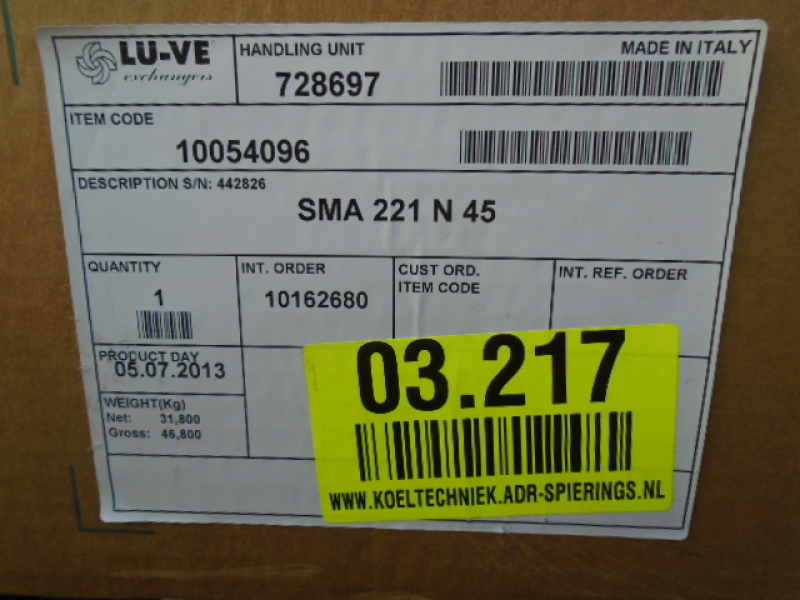 LU-VE
exchangers
HANDLING UNIT
728697
MADE IN ITALY
ITEM CODE
10054096
DESCRIPTION S/N: 442826
SMA 221 N 45
QUANTITY
1
INT. ORDER
10162680
CUST ORD.
ITEM CODE
INT. REF. ORDER
PRODUCT DAY
05.07.2013
WEIGHT(Kg)
Net: 31,800
Gross: 46,800
03.217
WWW.KOELTECHNIEK.ADR-SPIERINGS.NL